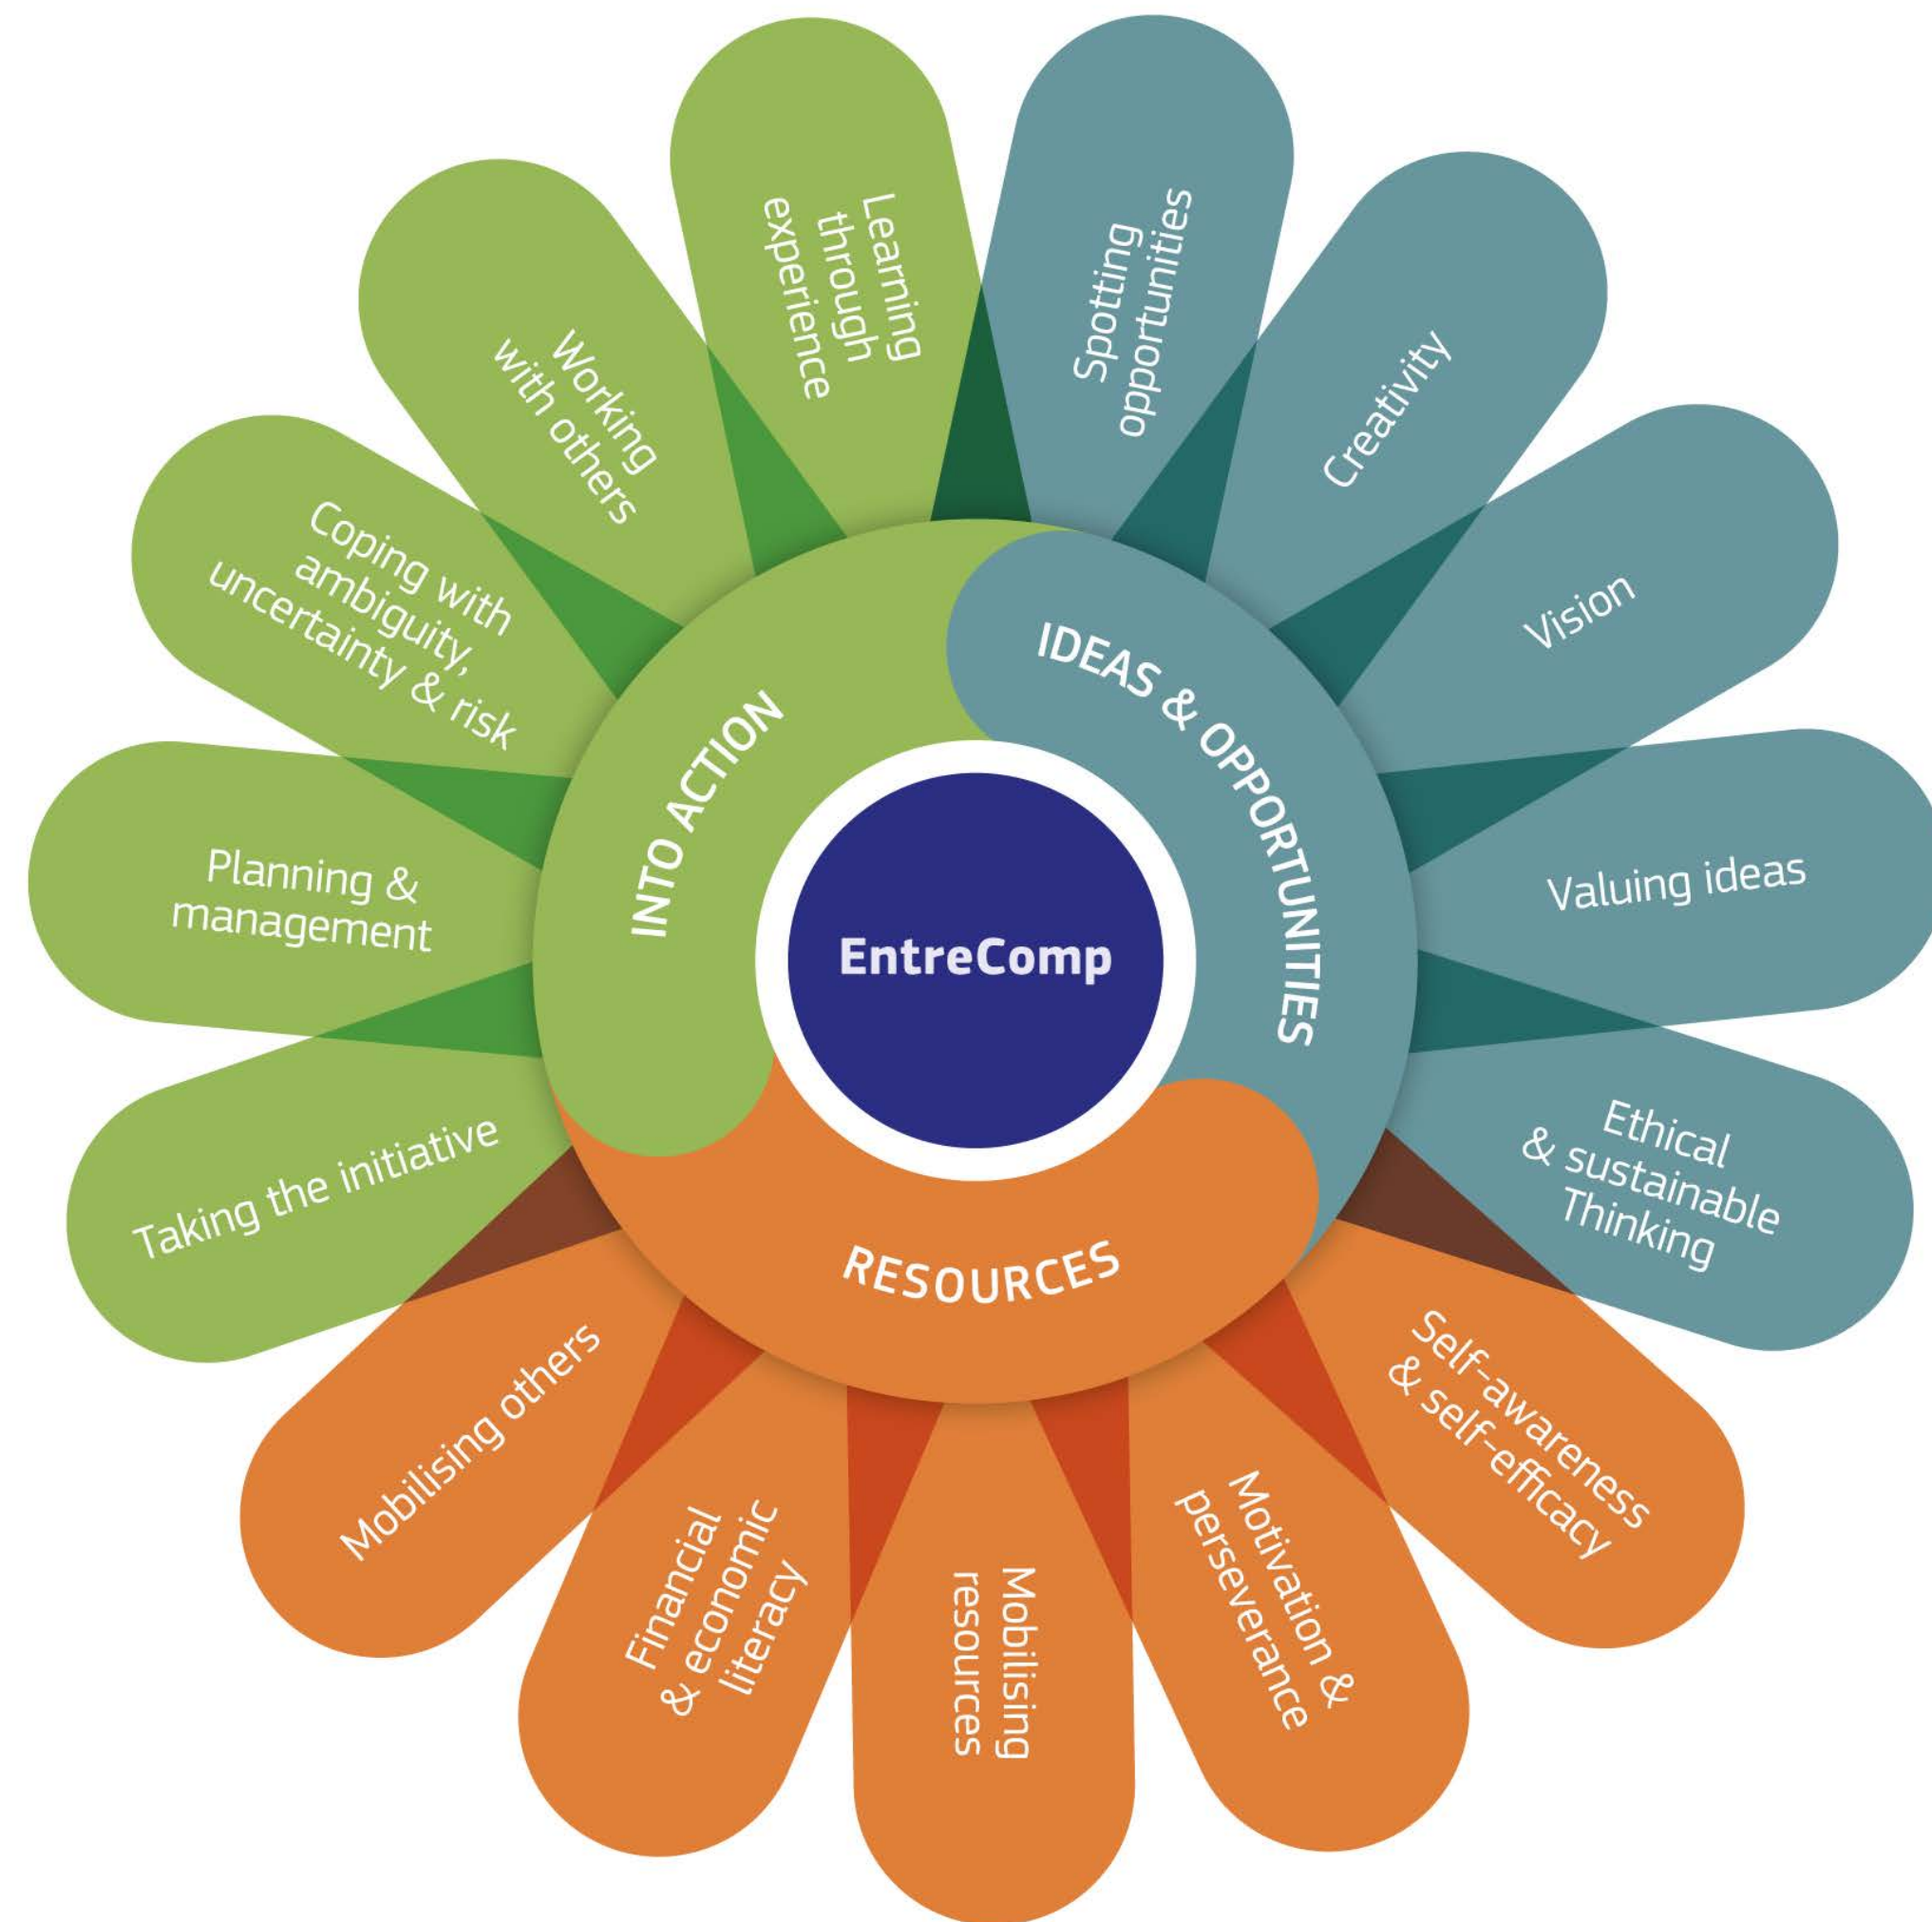 EntreComp
IDEAS & OPPORTUNITIES
Spotting
opportunities
Creativity
Vision
Valuing ideas
Ethical
& sustainable
Thinking
RESOURCES
Self-awareness
& self-efficacy
Motivation &
perseverance
Mobilising
resources
Financial
& economic
literacy
Mobilising others
INTO ACTION
Taking the initiative
Planning &
management
Coping with
ambiguity,
uncertainty & risk
Working
with others
Learning
through
experience